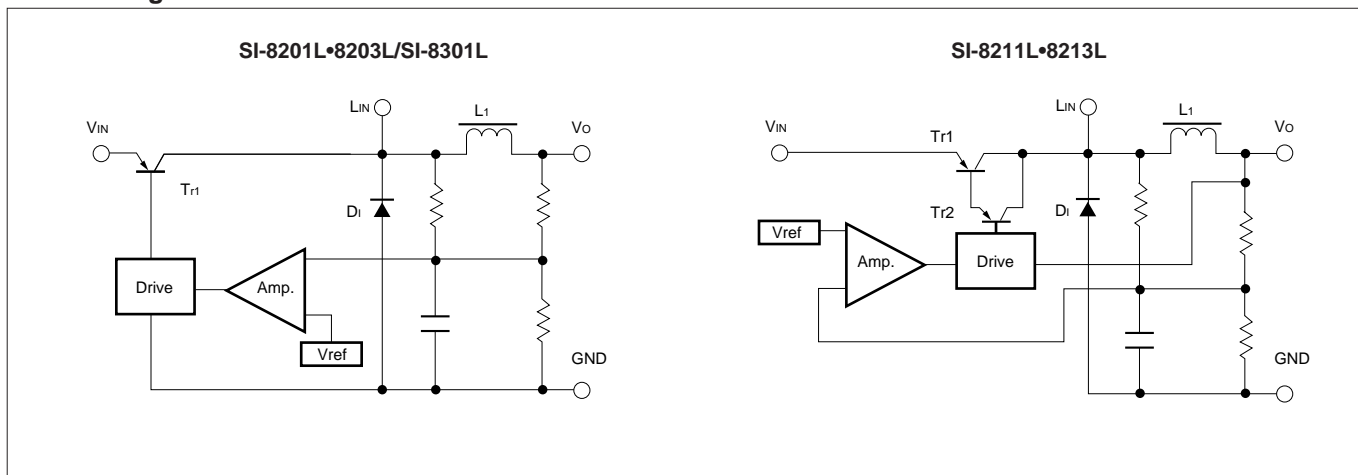 SI-8201L•8203L/SI-8301L
LIN
L1
VIN
VO
Tr1
DI
Drive
Amp.
Vref
GND
SI-8211L•8213L
LIN
L1
VIN
VO
Tr1
Tr2
DI
Vref
Amp.
Drive
GND